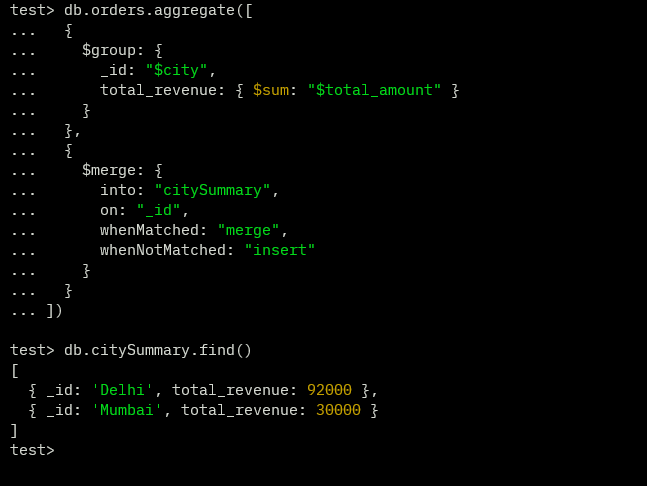 test> db.orders.aggregate([
...   {
...     $group: {
...       _id: "$city",
...       total_revenue: { $sum: "$total_amount" }
...     }
...   },
...   {
...     $merge: {
...       into: "citySummary",
...       on: "_id",
...       whenMatched: "merge",
...       whenNotMatched: "insert"
...     }
...   }
... ])

test> db.citySummary.find()
[
  { _id: 'Delhi', total_revenue: 92000 },
  { _id: 'Mumbai', total_revenue: 30000 }
]
test>